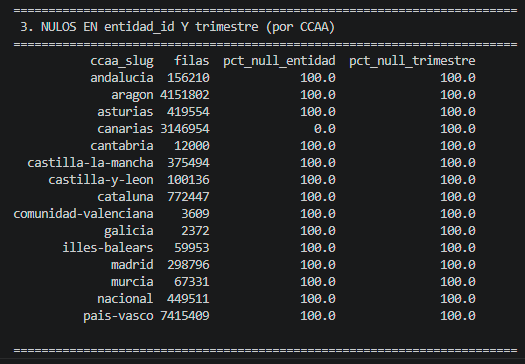 ================================================================================
3. NULOS EN entidad_id Y trimestre (por CCAA)
================================================================================
ccaa_slug filas pct_null_entidad pct_null_trimestre
andalucia 156210 100.0 100.0
aragon 4151802 100.0 100.0
asturias 419554 100.0 100.0
canarias 3146954 0.0 100.0
cantabria 12000 100.0 100.0
castilla-la-mancha 375494 100.0 100.0
castilla-y-leon 100136 100.0 100.0
cataluna 772447 100.0 100.0
comunidad-valenciana 3609 100.0 100.0
galicia 2372 100.0 100.0
illes-balears 59953 100.0 100.0
madrid 298796 100.0 100.0
murcia 67331 100.0 100.0
nacional 449511 100.0 100.0
pais-vasco 7415409 100.0 100.0
================================================================================